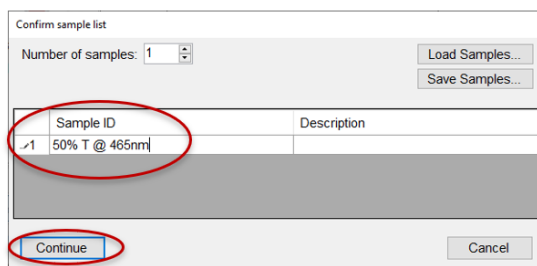 Confirm sample list
Number of samples: 1
Load Samples...
Save Samples...
Sample ID Description
1 50% T @ 465nm
Continue Cancel